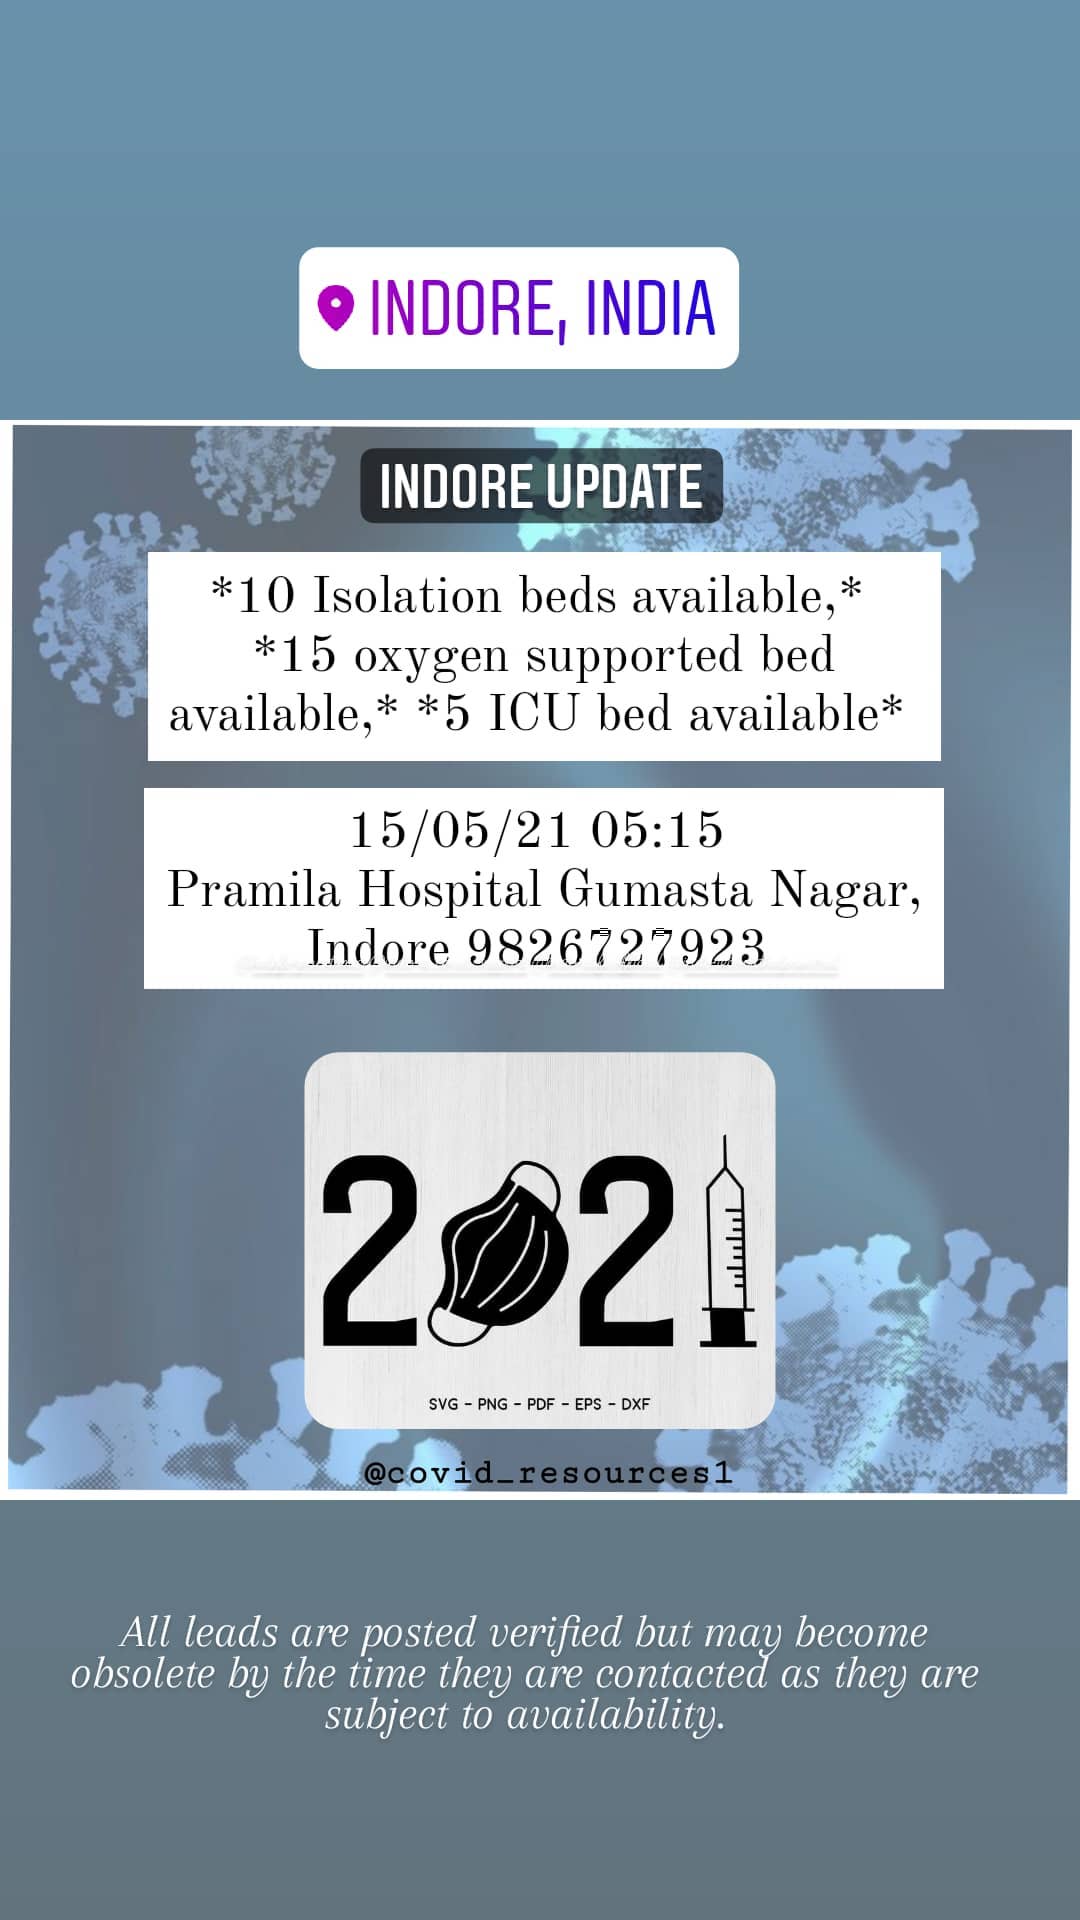 INDORE, INDIA
INDORE UPDATE
*10 Isolation beds available,*
*15 oxygen supported bed
available,* *5 ICU bed available*
15/05/21 05:15
Pramila Hospital Gumasta Nagar,
Indore 9826727923
2021
SVG - PNG - PDF - EPS - DXF
@covid_resources1
All leads are posted verified but may become
obsolete by the time they are contacted as they are
subject to availability.